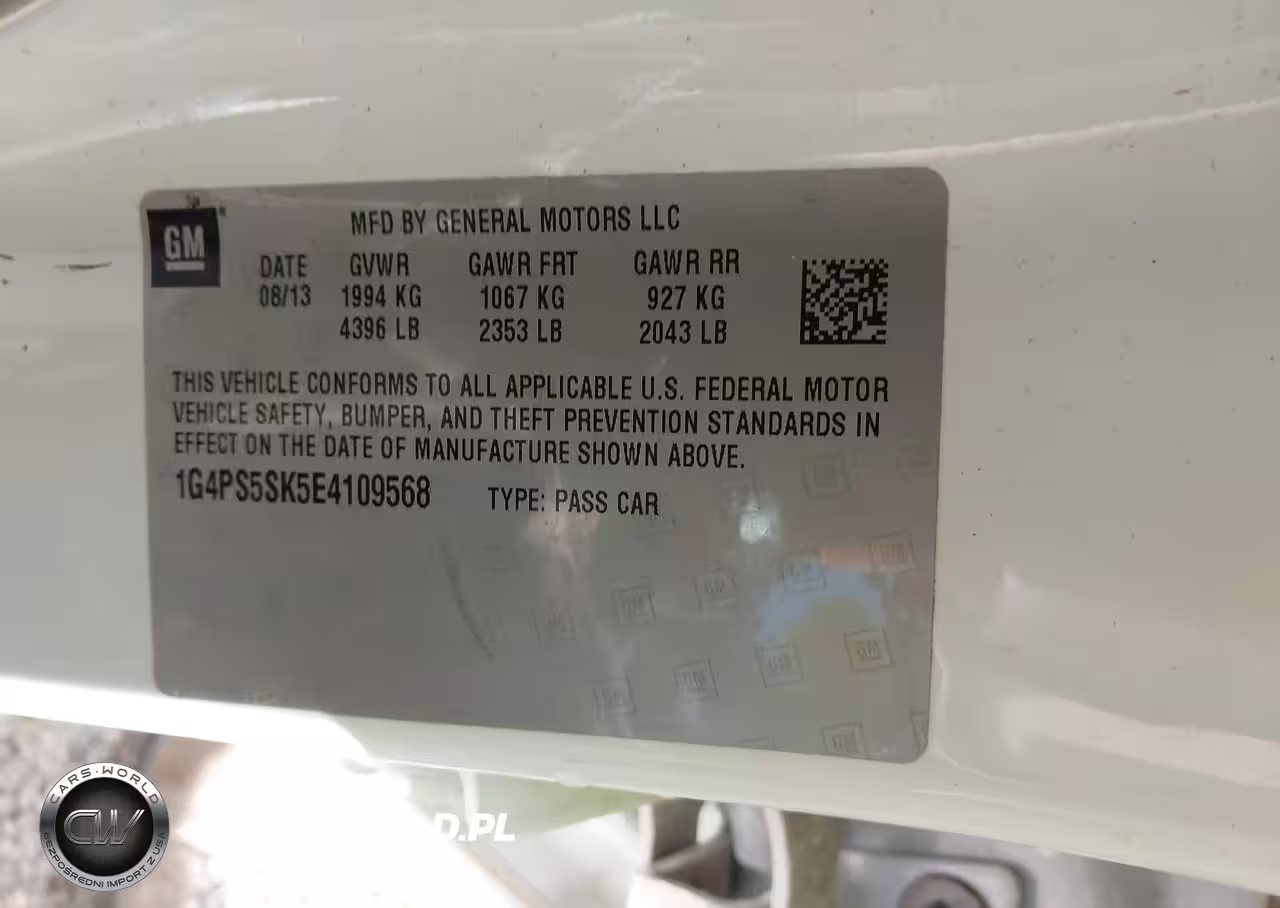 GM
MFD BY GENERAL MOTORS LLC
DATE GVWR GAWR FRT GAWR RR
08/13 1994 KG 1067 KG 927 KG
4396 LB 2353 LB 2043 LB
THIS VEHICLE CONFORMS TO ALL APPLICABLE U.S. FEDERAL MOTOR
VEHICLE SAFETY, BUMPER, AND THEFT PREVENTION STANDARDS IN
EFFECT ON THE DATE OF MANUFACTURE SHOWN ABOVE.
1G4PS5SK5E4109568 TYPE: PASS CAR
CARS-WORLD
CW
BEZPOŚREDNI IMPORT Z USA
D.PL